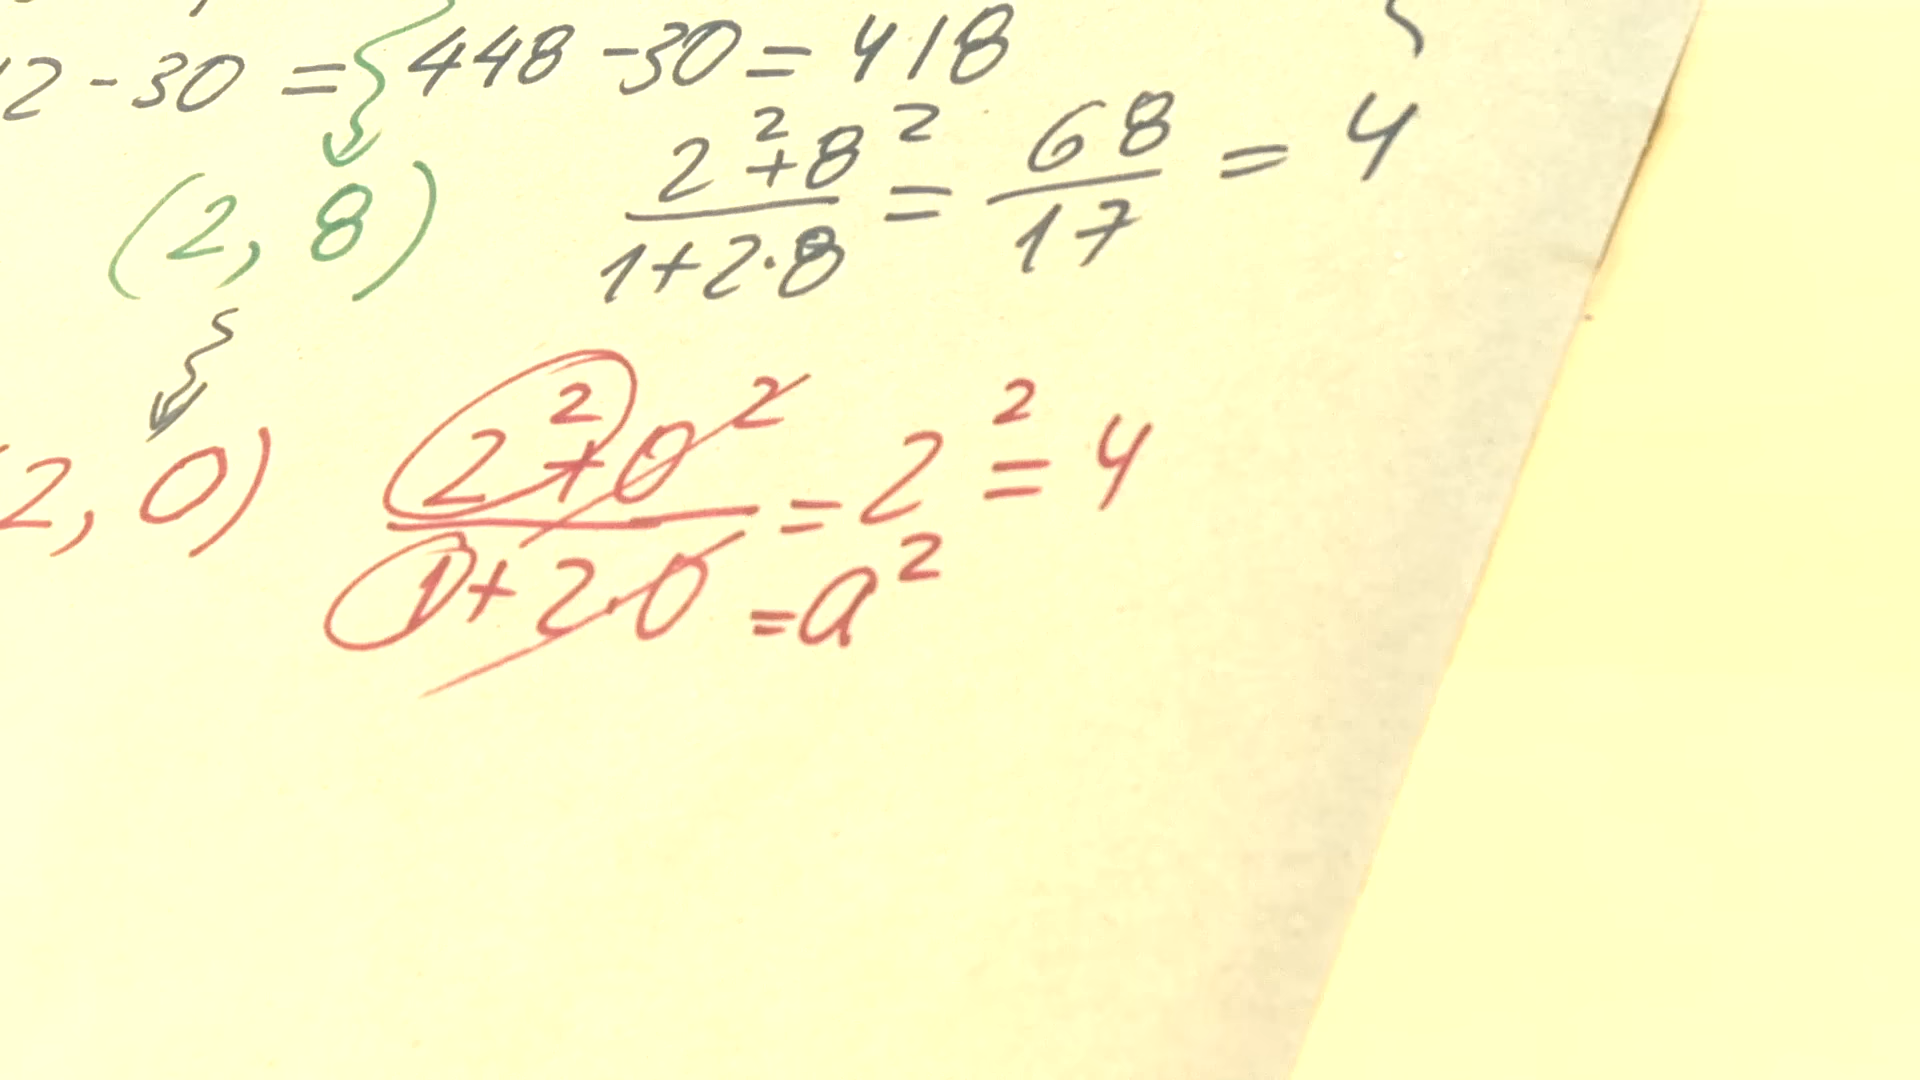 12 - 30 = 448 - 30 = 418
(2, 8) (2² + 8²)/(1 + 2·8) = 68/17 = 4
2, 0) (2² + 0²)/(1 + 2·0) = 2² = 4
= a²